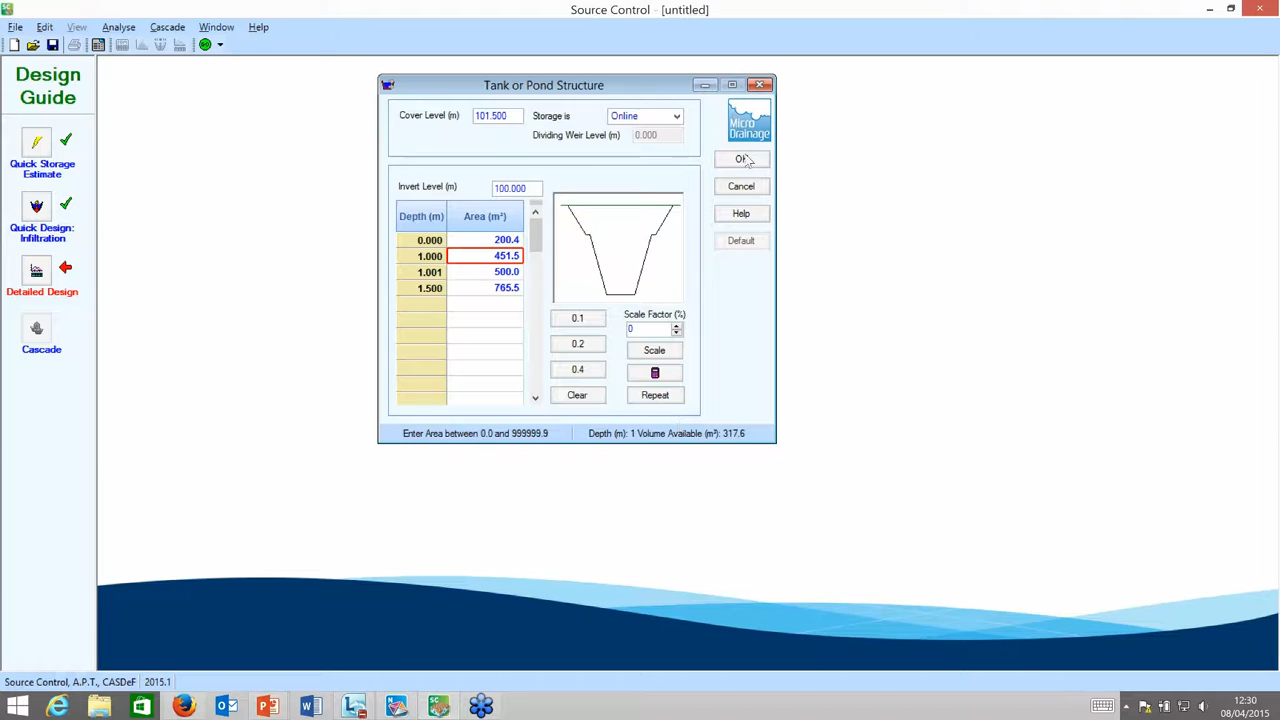 Source Control - [untitled]
File Edit View Analyse Cascade Window Help
Design
Guide
Quick Storage
Estimate
Quick Design:
Infiltration
Detailed Design
Cascade
Tank or Pond Structure
Cover Level (m) 101.500 Storage is Online
Dividing Weir Level (m) 0.000
Micro
Drainage
OK
Cancel
Help
Default
Invert Level (m) 100.000
Depth (m) Area (m²)
0.000 200.4
1.000 451.5
1.001 500.0
1.500 765.5
0.1
0.2
0.4
Clear
Scale Factor (%)
0
Scale
Repeat
Enter Area between 0.0 and 999999.9 Depth (m): 1 Volume Available (m³): 317.6
Source Control, A.P.T., CASDeF 2015.1
12:30
08/04/2015